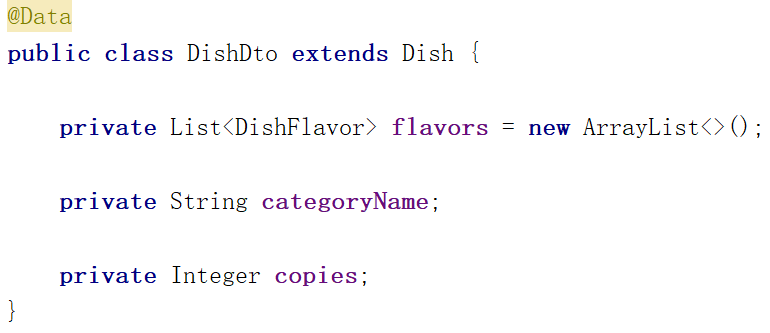 @Data
public class DishDto extends Dish {
private List<DishFlavor> flavors = new ArrayList<>();
private String categoryName;
private Integer copies;
}